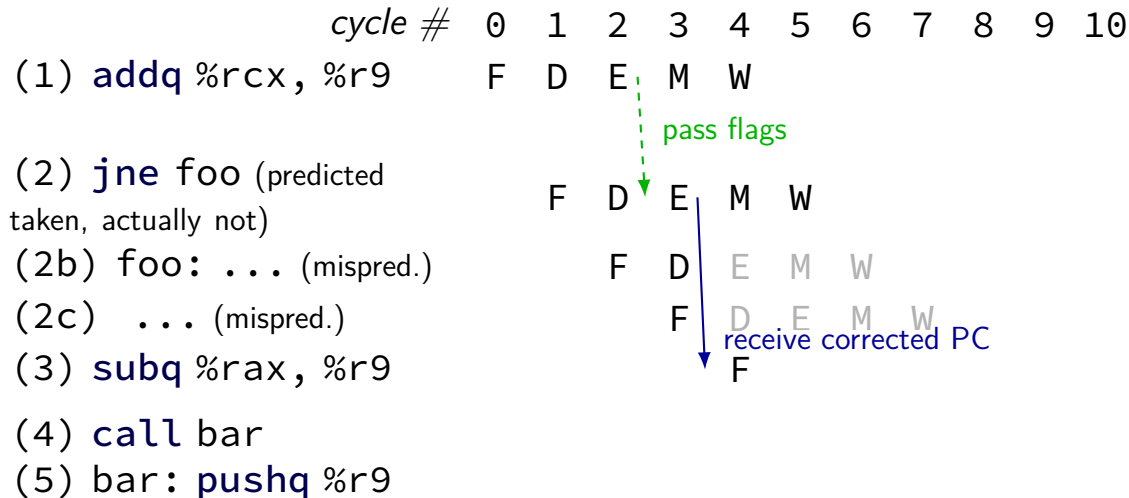 cycle # 0 1 2 3 4 5 6 7 8 9 10
(1) addq %rcx, %r9 F D E M W
pass flags
(2) jne foo (predicted
taken, actually not) F D E M W
(2b) foo: ... (mispred.) F D E M W
(2c) ... (mispred.) F D E M W
receive corrected PC
(3) subq %rax, %r9 F
(4) call bar
(5) bar: pushq %r9